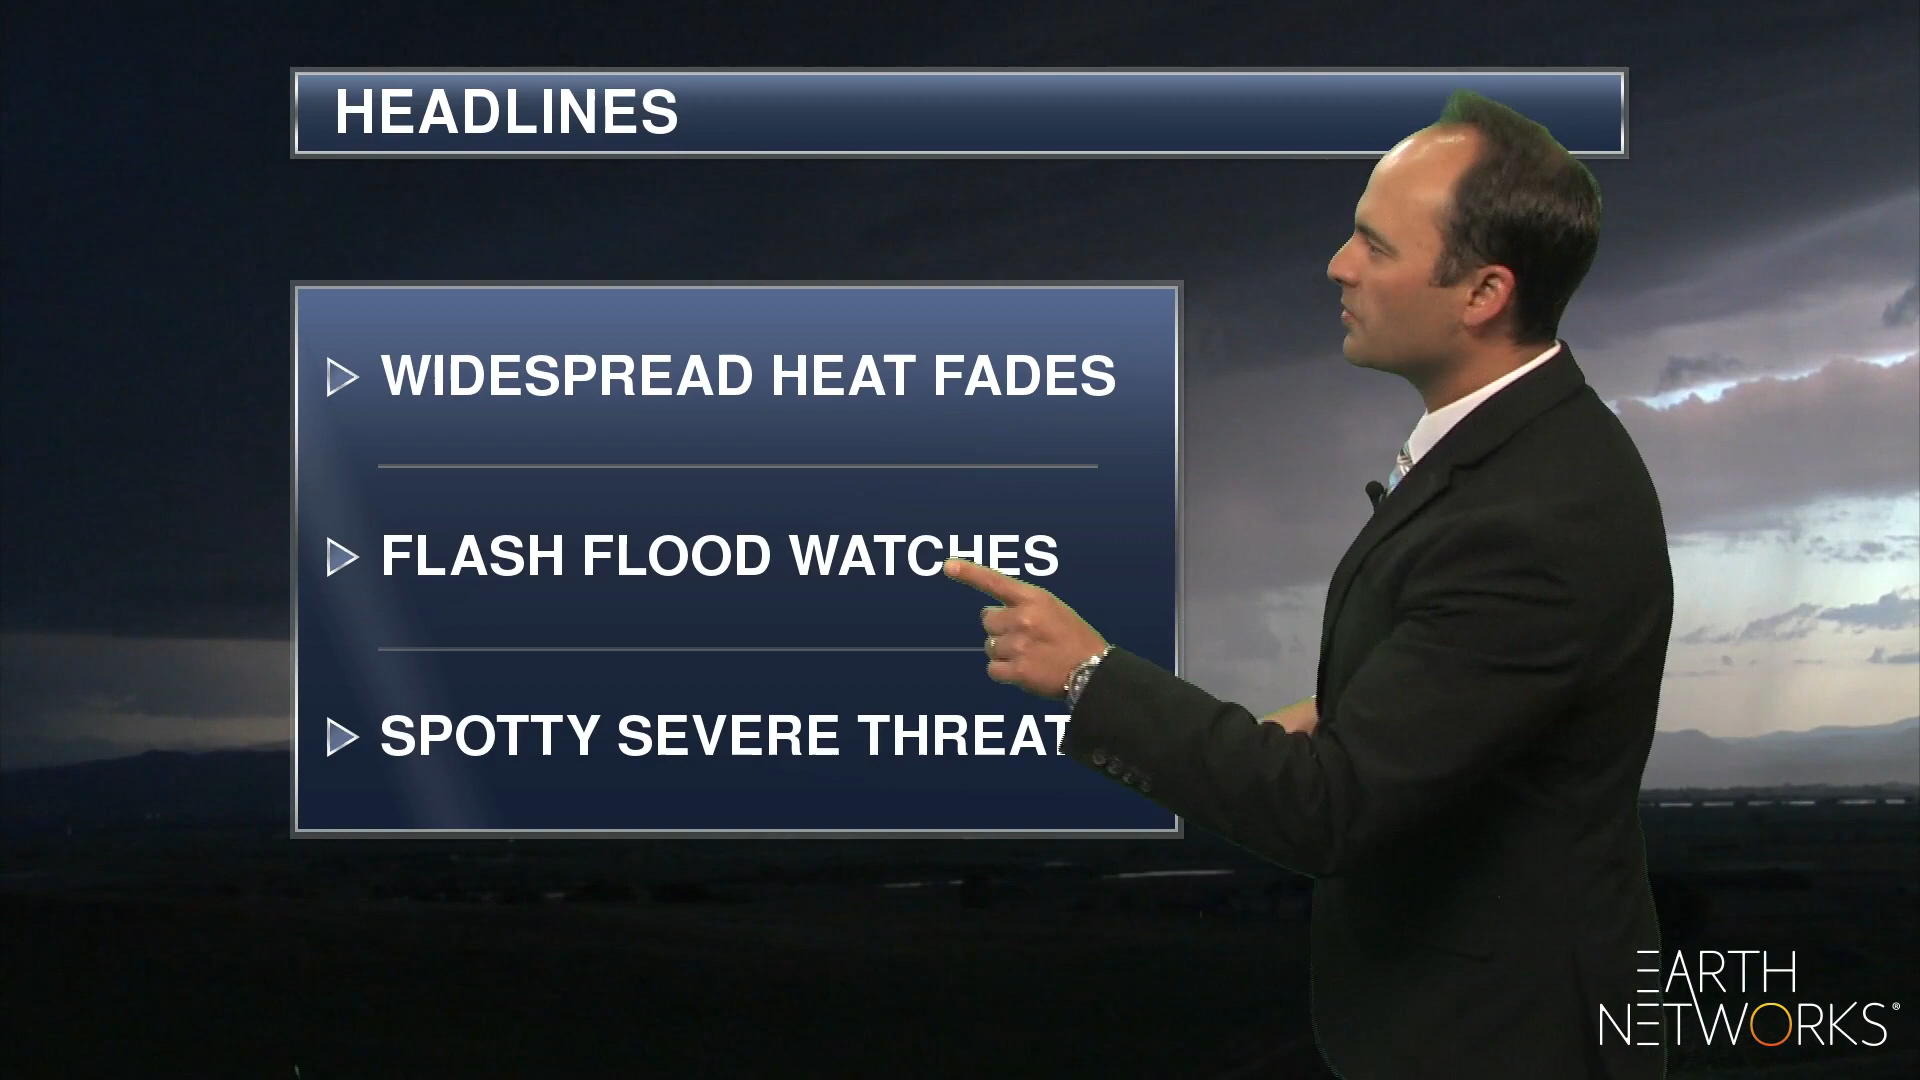 HEADLINES
WIDESPREAD HEAT FADES
FLASH FLOOD WATCHES
SPOTTY SEVERE THREAT
EARTH
NETWORKS®